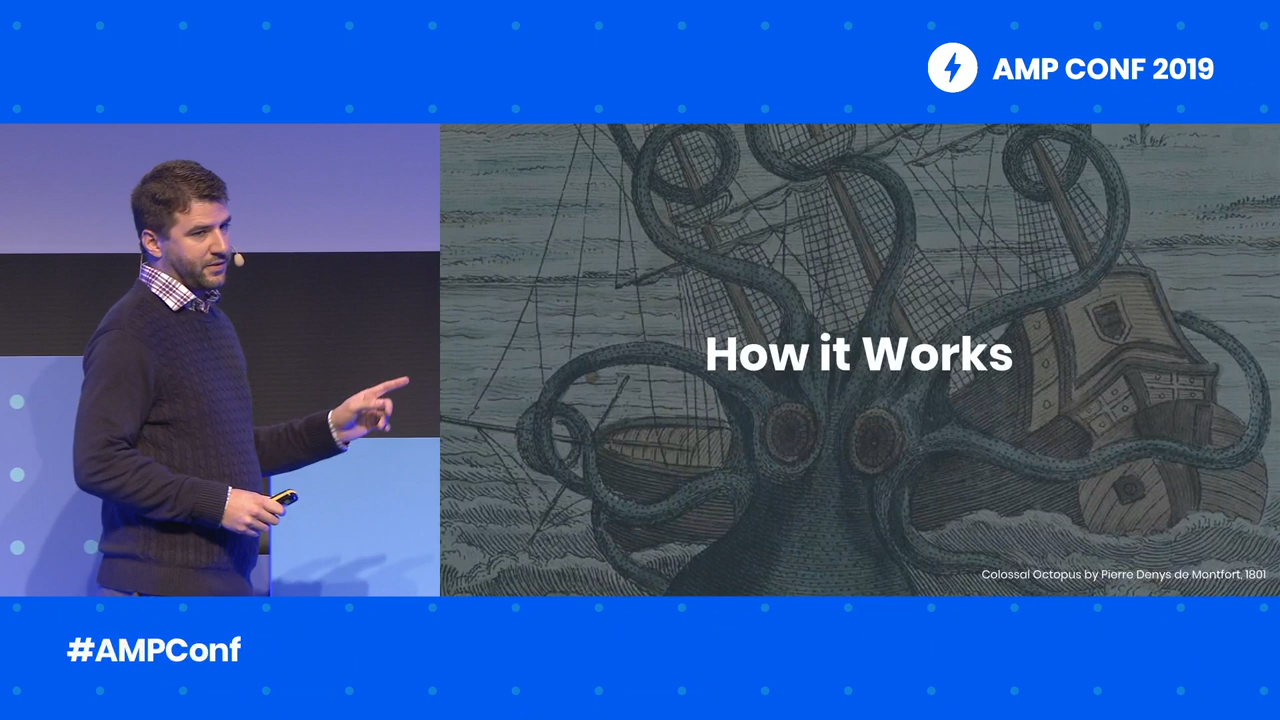 AMP CONF 2019
How it Works
Colossal Octopus by Pierre Denys de Montfort, 1801
#AMPConf